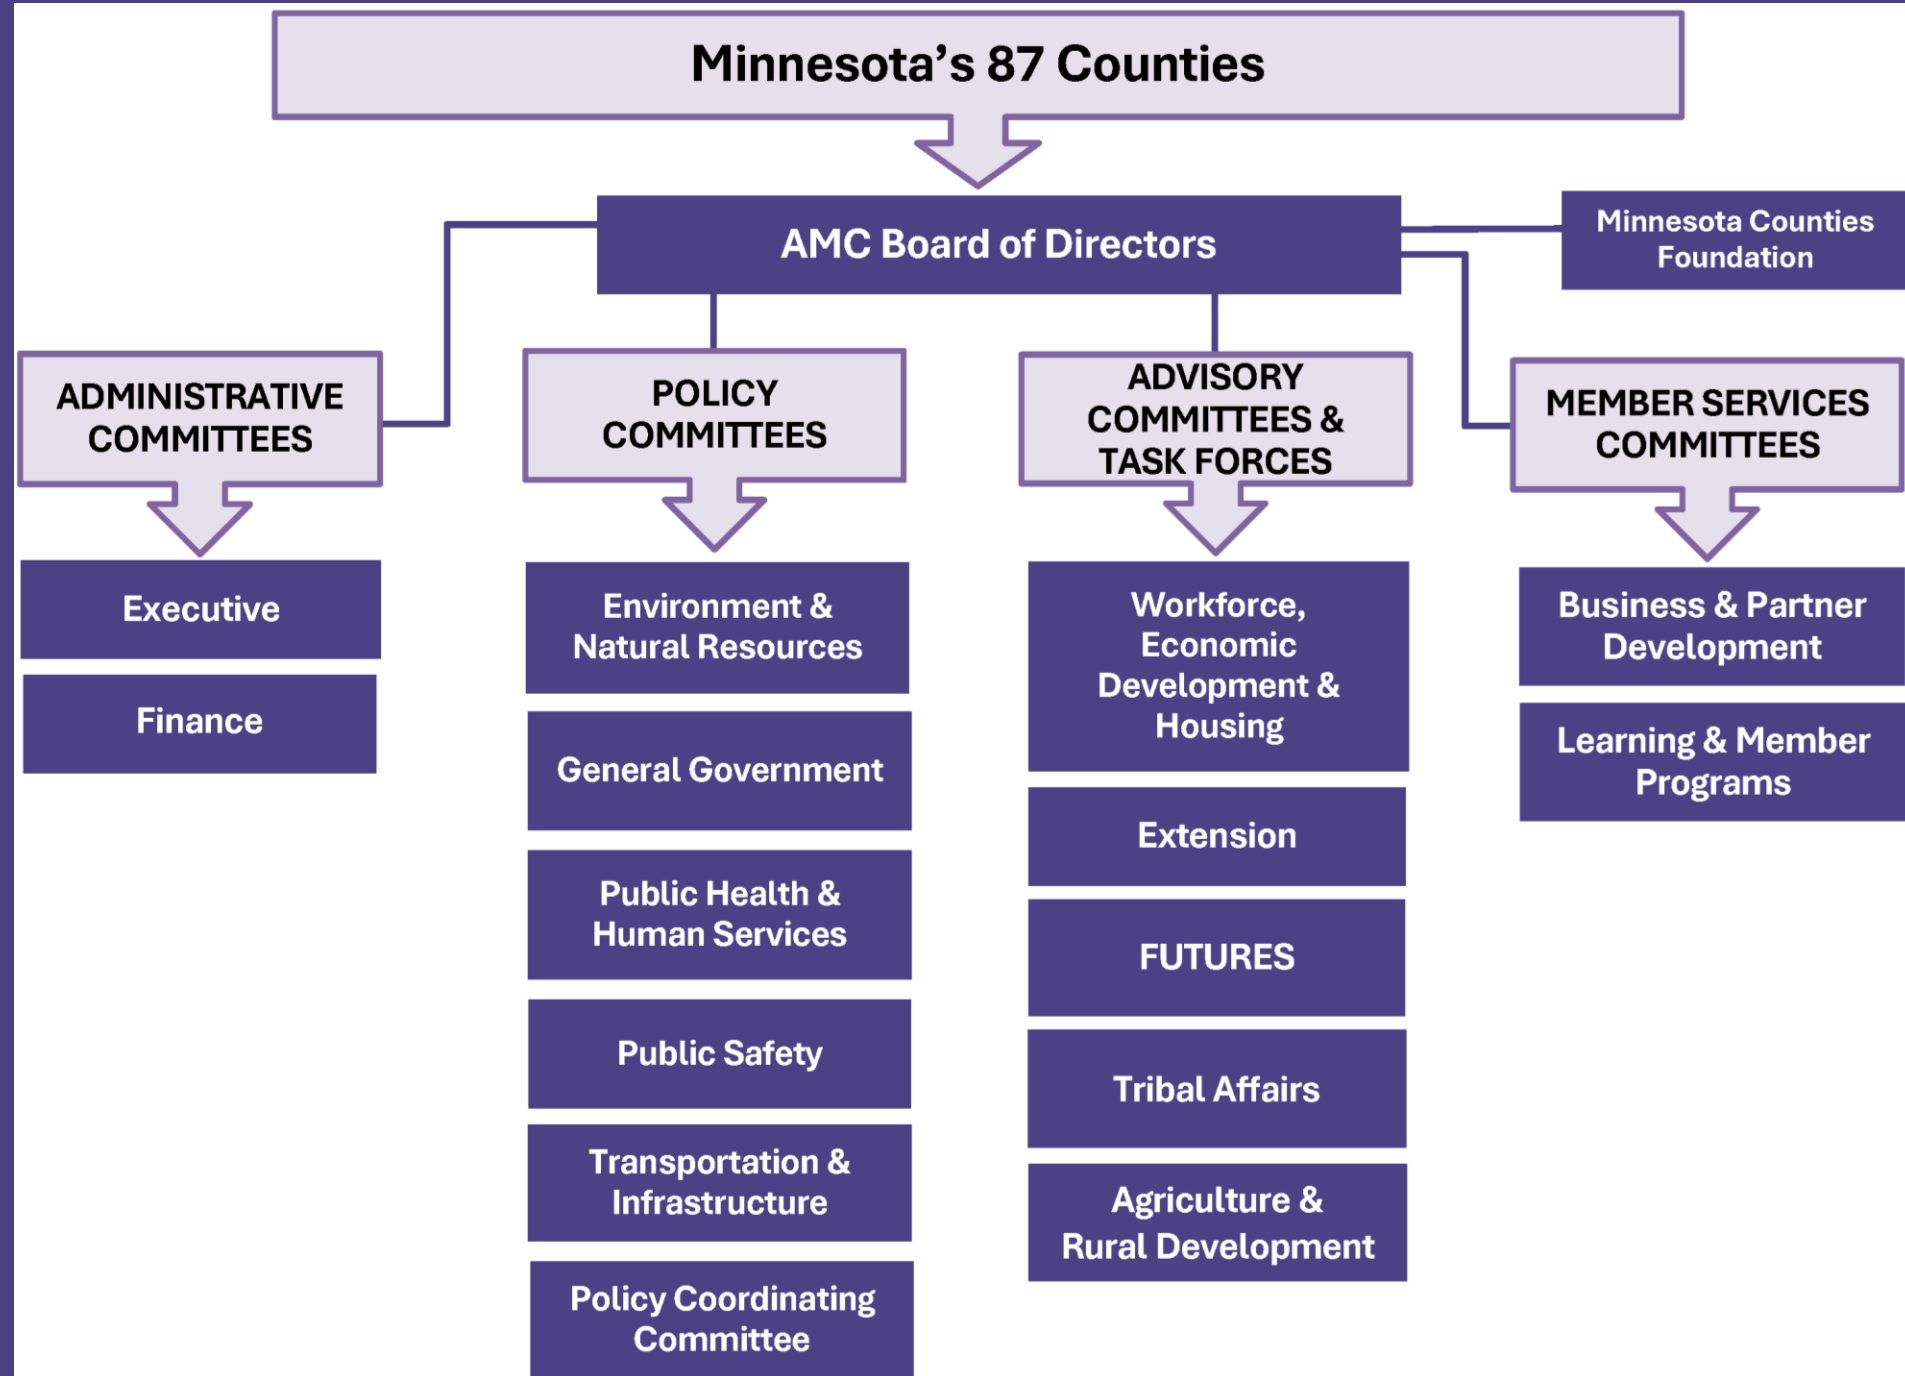 Minnesota’s 87 Counties
AMC Board of Directors
Minnesota Counties
Foundation
ADMINISTRATIVE
COMMITTEES
Executive
Finance
POLICY
COMMITTEES
Environment &
Natural Resources
General Government
Public Health &
Human Services
Public Safety
Transportation &
Infrastructure
Policy Coordinating
Committee
ADVISORY
COMMITTEES &
TASK FORCES
Workforce,
Economic
Development &
Housing
Extension
FUTURES
Tribal Affairs
Agriculture &
Rural Development
MEMBER SERVICES
COMMITTEES
Business & Partner
Development
Learning & Member
Programs